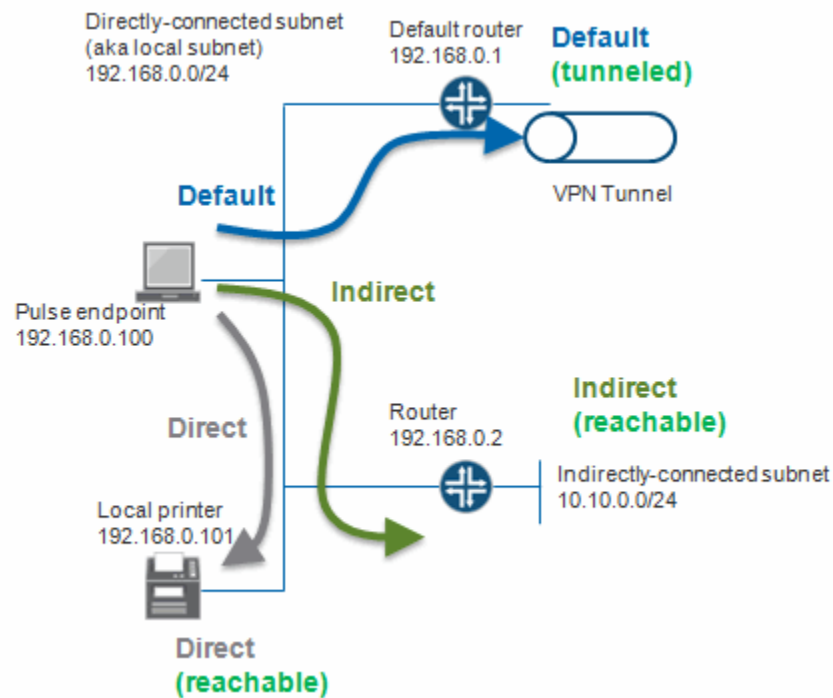 Directly-connected subnet
(aka local subnet)
192.168.0.0/24
Default router
192.168.0.1
Default
(tunneled)
VPN Tunnel
Default
Pulse endpoint
192.168.0.100
Indirect
Direct
Router
192.168.0.2
Indirect
(reachable)
Indirectly-connected subnet
10.10.0.0/24
Local printer
192.168.0.101
Direct
(reachable)